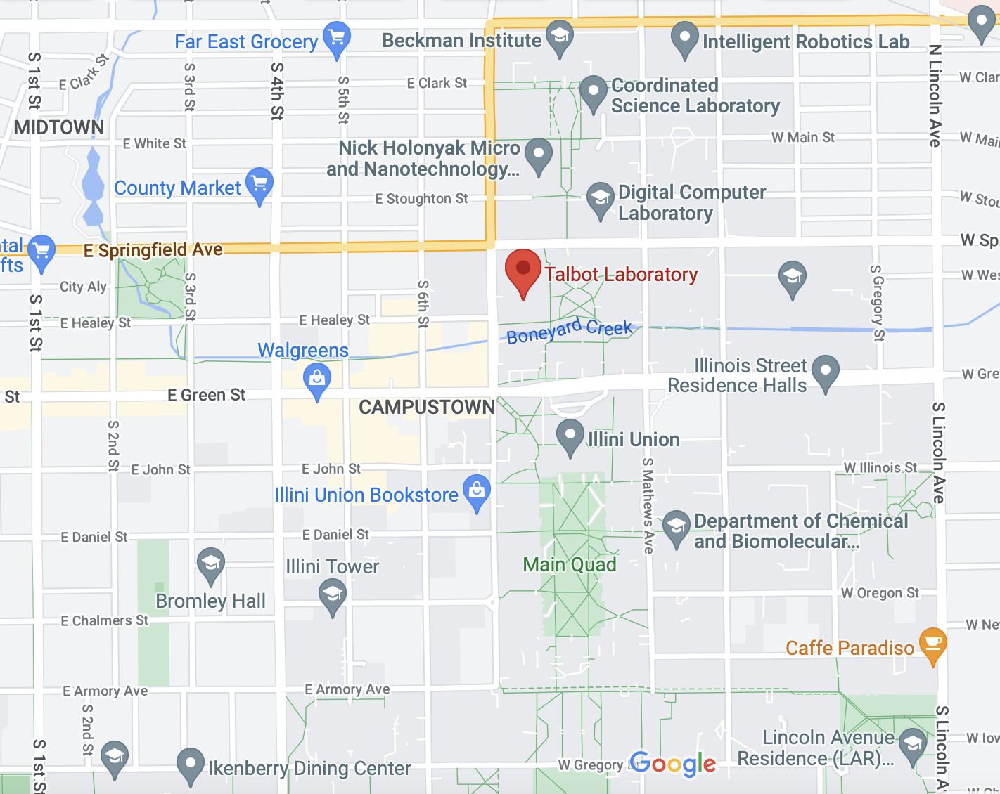 Far East Grocery
Beckman Institute
Intelligent Robotics Lab
S 1st St
E Clark St
S 3rd St
S 4th St
S 5th St
E Clark St
Coordinated
Science Laboratory
N Lincoln Ave
W Clar
MIDTOWN
E White St
Nick Holonyak Micro
and Nanotechnology...
W Main St
W Mai
County Market
E Stoughton St
Digital Computer
Laboratory
W Stou
ntal
fts
E Springfield Ave
W Sp
Talbot Laboratory
City Aly
S 3rd St
S 6th St
S Gregory St
W Wes
S 1st St
E Healey St
E Healey St
Boneyard Creek
Walgreens
Illinois Street
Residence Halls
W Gre
St
E Green St
CAMPUSTOWN
S 2nd St
Illini Union
S Lincoln Ave
E John St
E John St
S Mathews Ave
W Illinois St
Illini Union Bookstore
E Daniel St
E Daniel St
Department of Chemical
and Biomolecular...
Main Quad
Illini Tower
Bromley Hall
W Oregon St
E Chalmers St
W Ne
Caffe Paradiso
E Armory Ave
E Armory Ave
S 2nd St
S 1st St
S Lincoln Av
Lincoln Avenue
Residence (LAR)...
W Iow
Ikenberry Dining Center
W Gregory D
Google